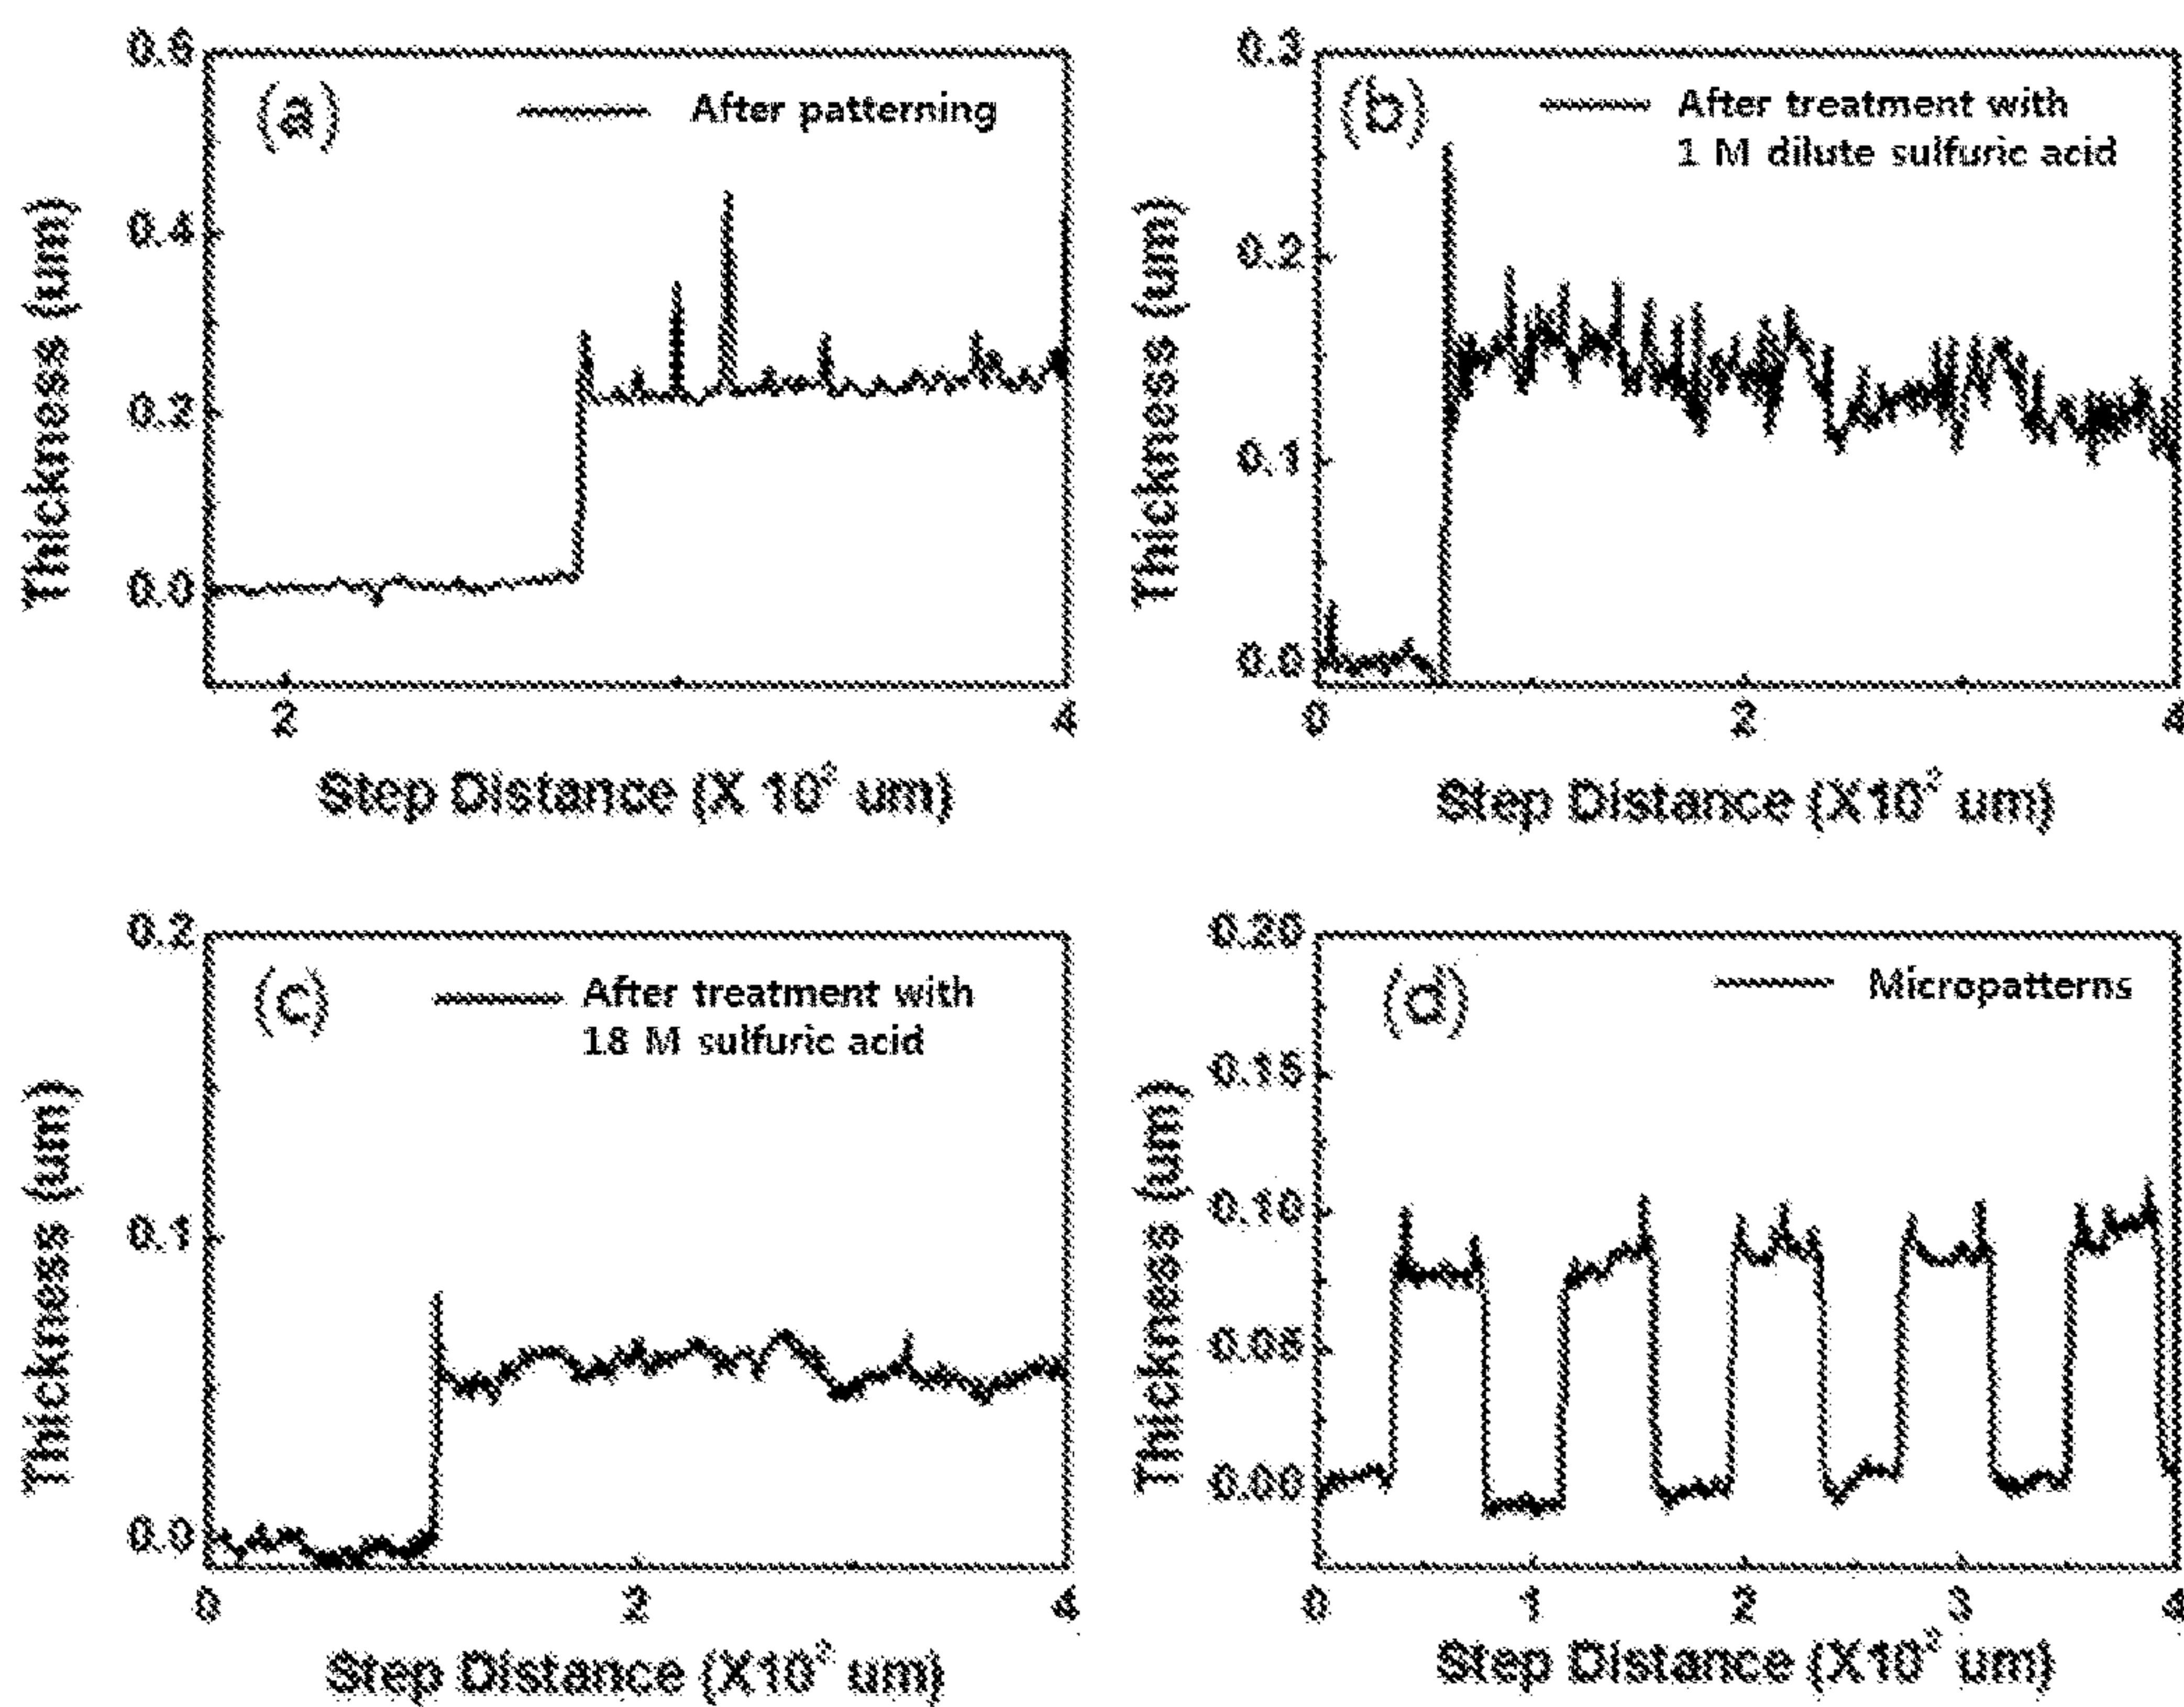 0.6
(a)
After patterning
0.4
0.2
0.0
Thickness (um)
2
4
Step Distance (X 10² um)
0.3
(b)
After treatment with
1 M dilute sulfuric acid
0.2
0.1
0.0
Thickness (um)
0
2
4
Step Distance (X10² um)
0.2
(c)
After treatment with
18 M sulfuric acid
0.1
0.0
Thickness (um)
0
2
4
Step Distance (X10² um)
0.20
(d)
Micropatterns
0.15
0.10
0.05
0.00
Thickness (um)
0
1
2
3
4
Step Distance (X10² um)